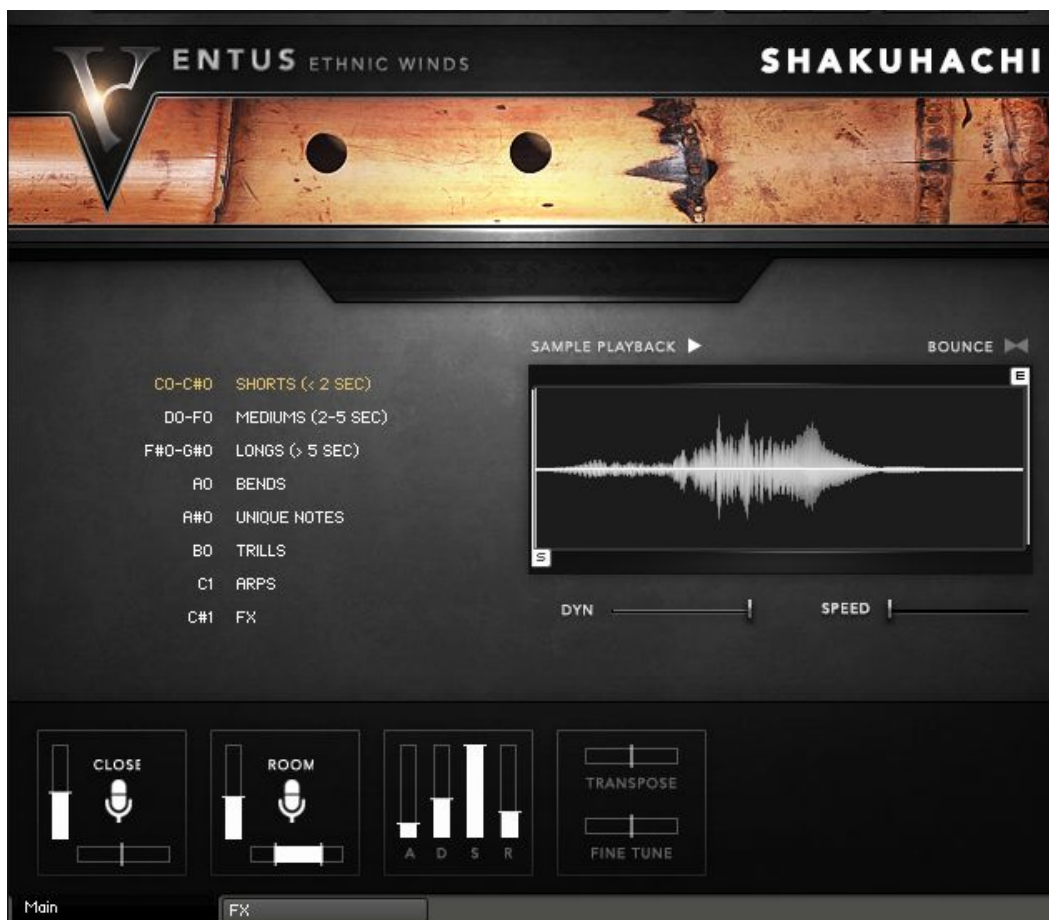 VENTUS ETHNIC WINDS
SHAKUHACHI
SAMPLE PLAYBACK
BOUNCE
C0-C#0 SHORTS (< 2 SEC)
D0-F0 MEDIUMS (2-5 SEC)
F#0-G#0 LONGS (> 5 SEC)
A0 BENDS
A#0 UNIQUE NOTES
B0 TRILLS
C1 ARPS
C#1 FX
E
S
DYN
SPEED
CLOSE
ROOM
A D S R
TRANSPOSE
FINE TUNE
Main
FX